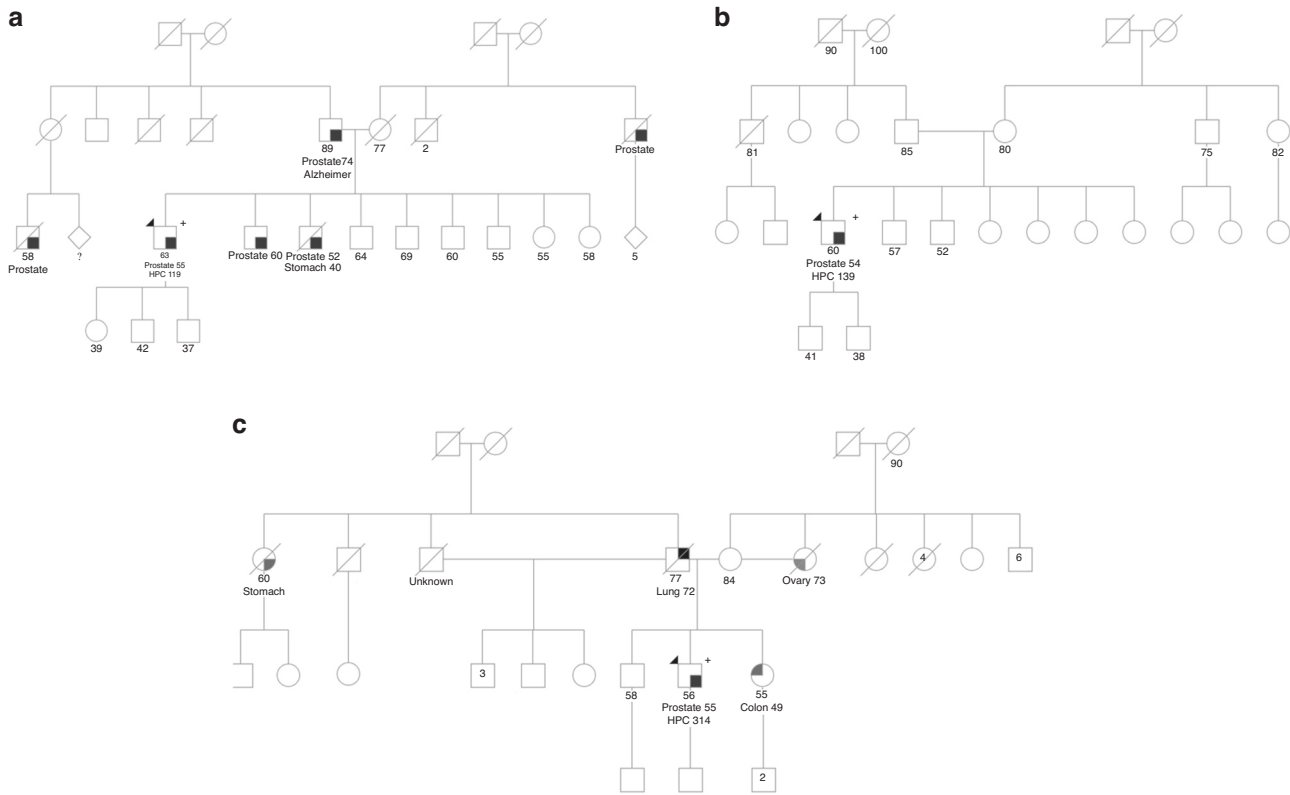 a
89
Prostate74
Alzheimer
77
2
Prostate
58
Prostate
?
+
63
Prostate 55
HPC 119
Prostate 60
Prostate 52
Stomach 40
64
69
60
55
55
58
5
39
42
37
b
90
100
81
85
80
75
82
+
60
Prostate 54
HPC 139
57
52
41
38
c
90
60
Stomach
Unknown
77
Lung 72
84
Ovary 73
4
6
3
58
+
56
Prostate 55
HPC 314
55
Colon 49
2